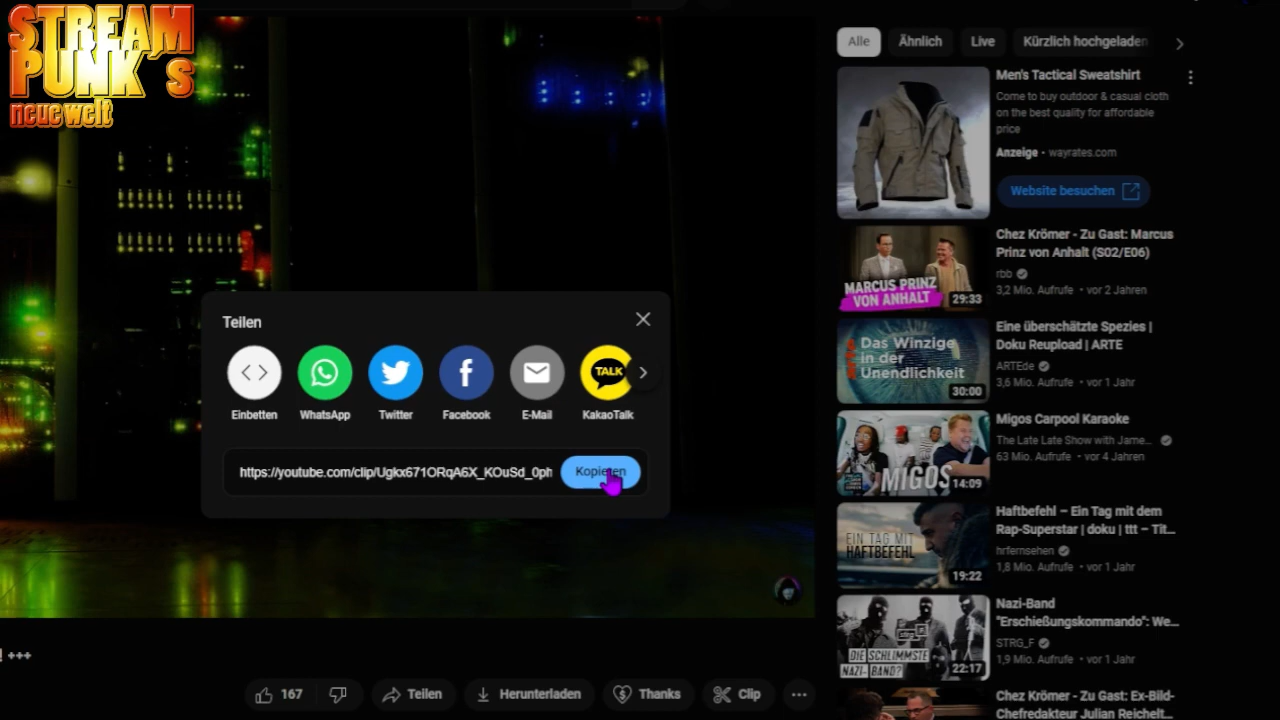 STREAM
PUNK's
neue welt
Alle
Ähnlich
Live
Kürzlich hochgeladen
Men's Tactical Sweatshirt
Come to buy outdoor & casual cloth
on the best quality for affordable
price
Anzeige • wayrates.com
Website besuchen
Chez Krömer - Zu Gast: Marcus
Prinz von Anhalt (S02/E06)
rbb
3,2 Mio. Aufrufe • vor 2 Jahren
MARCUS PRINZ
VON ANHALT
29:33
Teilen
Einbetten
WhatsApp
Twitter
Facebook
E-Mail
TALK
KakaoTalk
https://youtube.com/clip/Ugkx671ORqA6X_KOuSd_0ph
Kopieren
Eine überschätzte Spezies |
Doku Reupload | ARTE
ARTEde
3,6 Mio. Aufrufe • vor 1 Jahr
arte
Das Winzige
in der
Unendlichkeit
30:00
Migos Carpool Karaoke
The Late Late Show with Jame...
63 Mio. Aufrufe • vor 4 Jahren
MIGOS
14:09
Haftbefehl – Ein Tag mit dem
Rap-Superstar | doku | ttt – Tit...
hrfernsehen
1,8 Mio. Aufrufe • vor 1 Jahr
EIN TAG MIT
HAFTBEFEHL
19:22
Nazi-Band
"Erschießungskommando": We...
STRG_F
1,9 Mio. Aufrufe • vor 1 Jahr
DIE SCHLIMMSTE
NAZI-BAND?
22:17
Chez Krömer - Zu Gast: Ex-Bild-
Chefredakteur Julian Reichelt...
! +++
167
Teilen
Herunterladen
Thanks
Clip